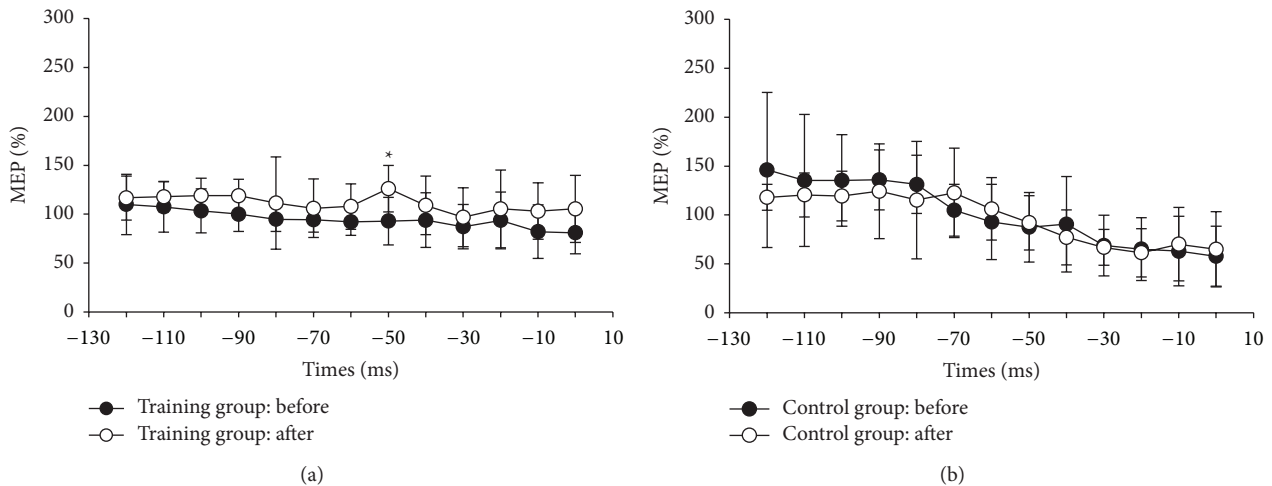 300
250
200
150
100
50
0
MEP (%)
*
−130 −110 −90 −70 −50 −30 −10 10
Times (ms)
Training group: before
Training group: after
(a)
300
250
200
150
100
50
0
MEP (%)
−130 −110 −90 −70 −50 −30 −10 10
Times (ms)
Control group: before
Control group: after
(b)